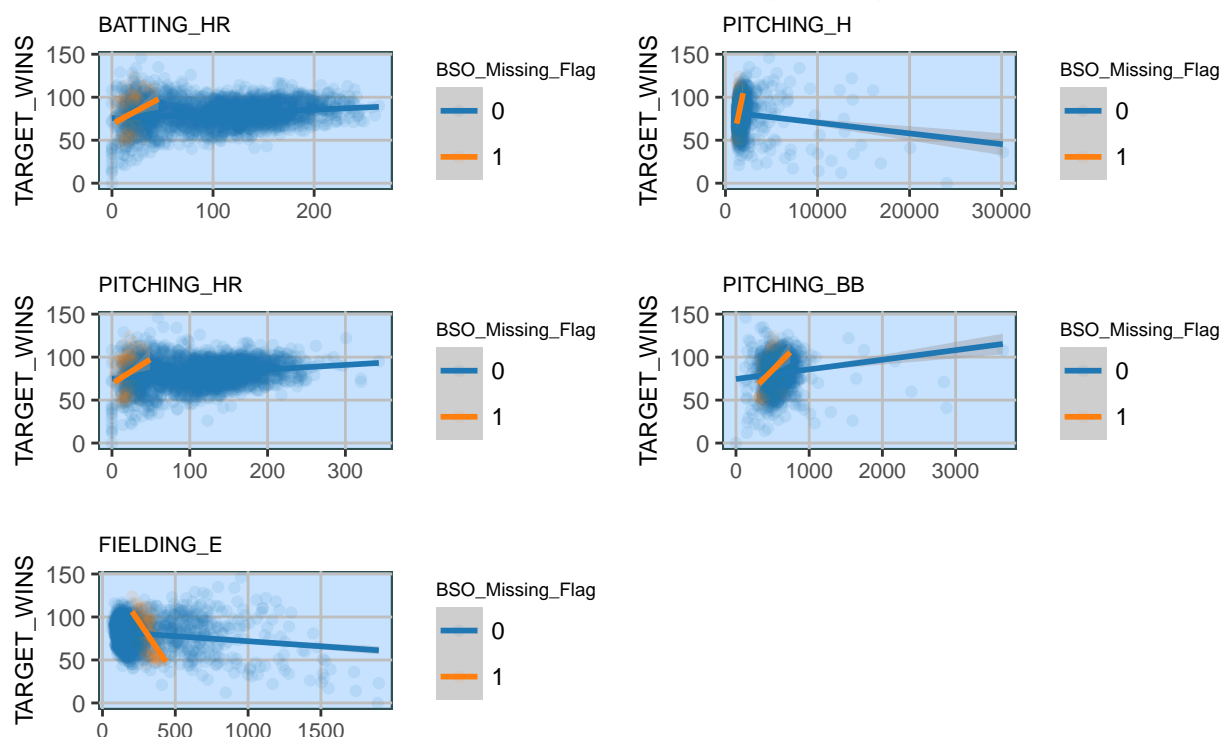 BATTING_HR
TARGET_WINS
150
100
50
0
0 100 200
BSO_Missing_Flag
0
1
PITCHING_H
TARGET_WINS
150
100
50
0
0 10000 20000 30000
BSO_Missing_Flag
0
1
PITCHING_HR
TARGET_WINS
150
100
50
0
0 100 200 300
BSO_Missing_Flag
0
1
PITCHING_BB
TARGET_WINS
150
100
50
0
0 1000 2000 3000
BSO_Missing_Flag
0
1
FIELDING_E
TARGET_WINS
150
100
50
0
0 500 1000 1500
BSO_Missing_Flag
0
1